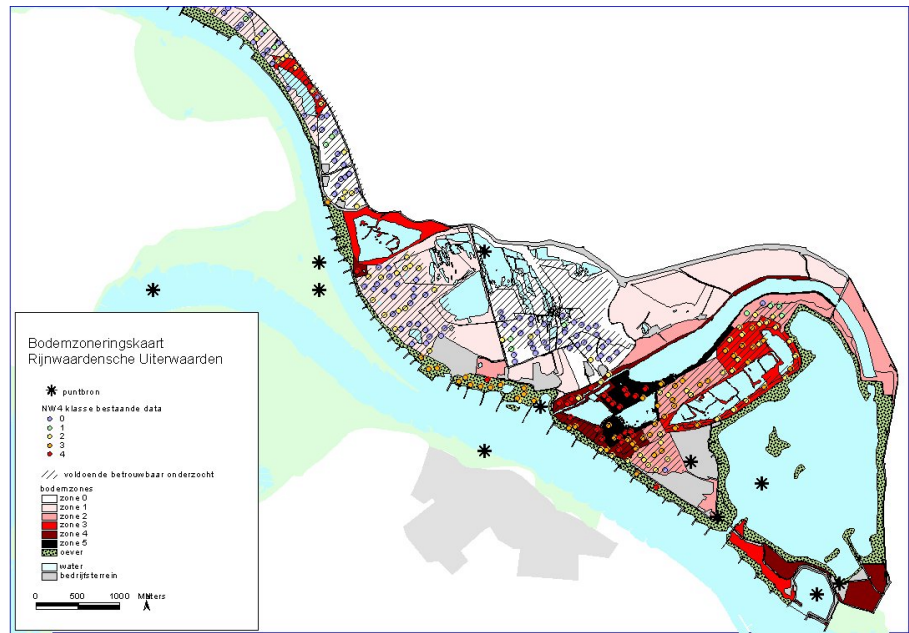 Bodemzoneringskaart
Rijnwaardensche Uiterwaarden
puntbron
NW4 klasse bestaande data
0
1
2
3
4
voldoende betrouwbaar onderzocht
bodemzones
zone 0
zone 1
zone 2
zone 3
zone 4
zone 5
oever
water
bedrijfsterrein
0 500 1000 Meters